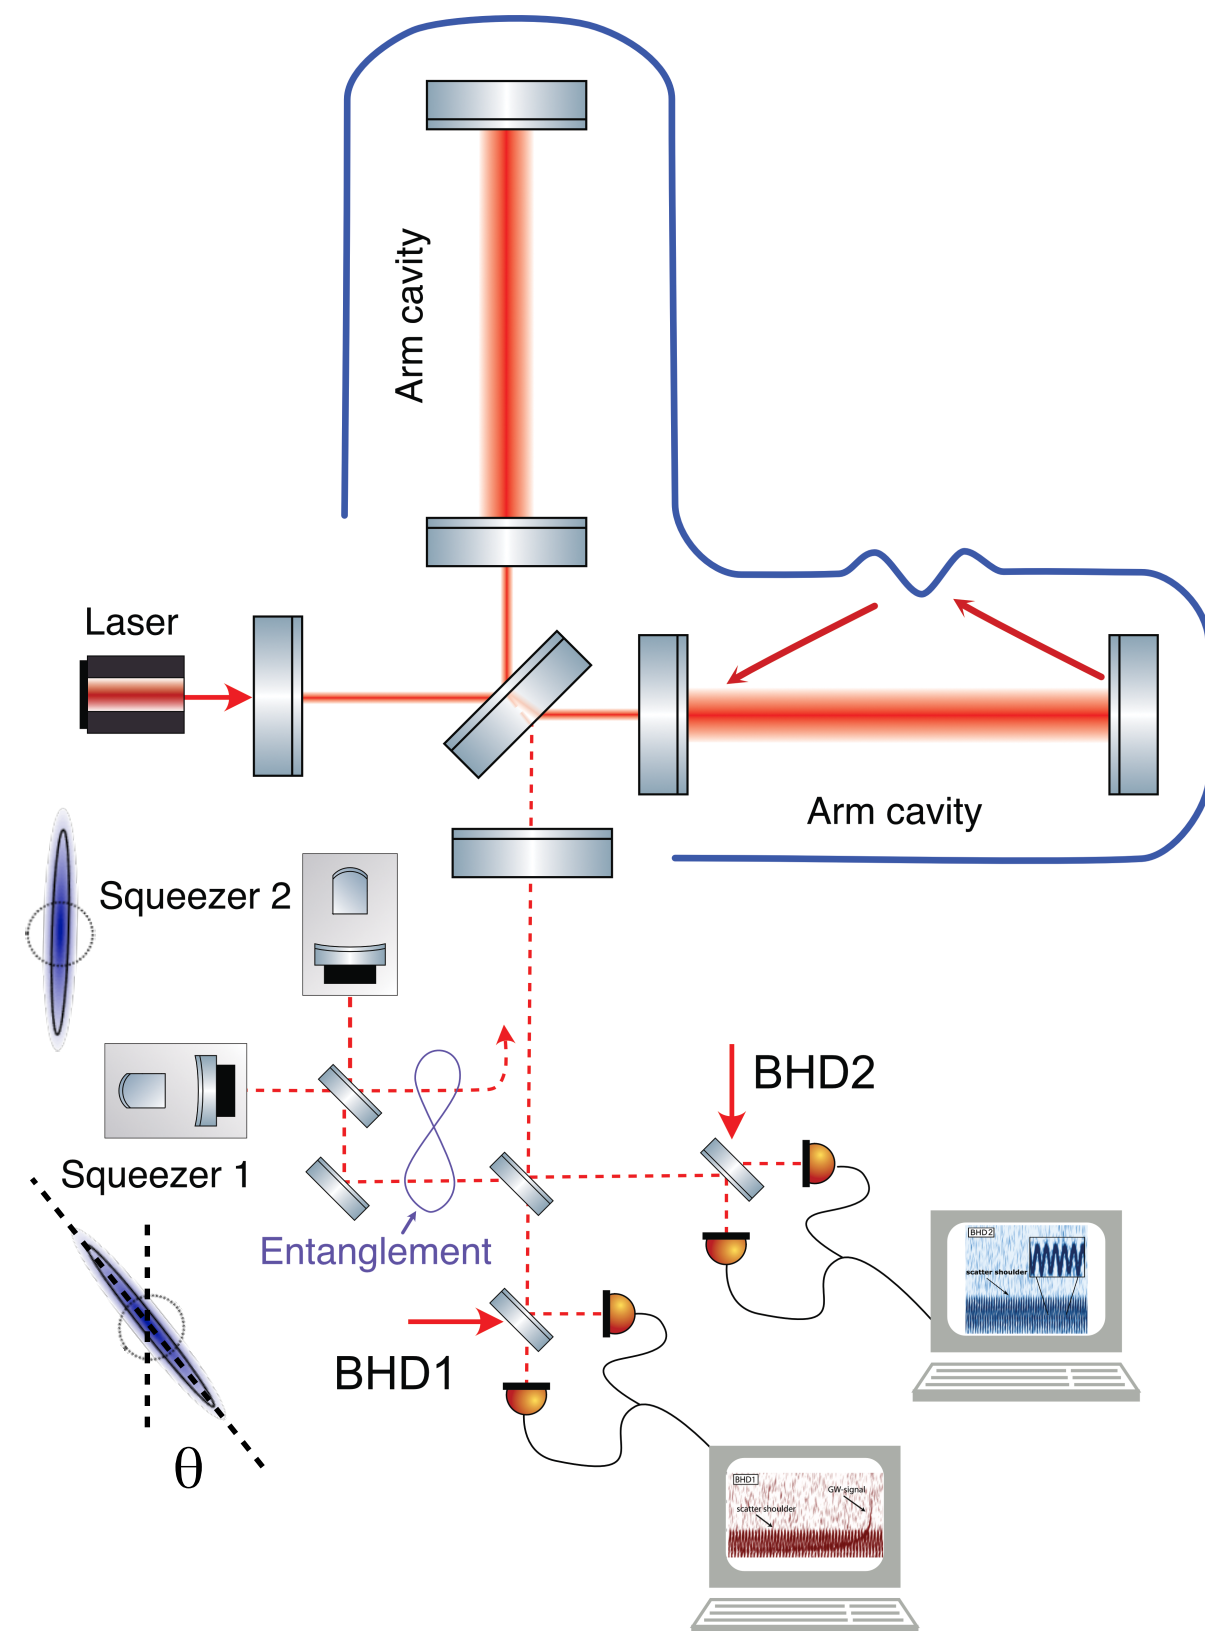 Arm cavity
Laser
Arm cavity
Squeezer 2
BHD2
Squeezer 1
Entanglement
BHD2
scatter shoulder
BHD1
θ
BHD1
GW-signal
scatter shoulder